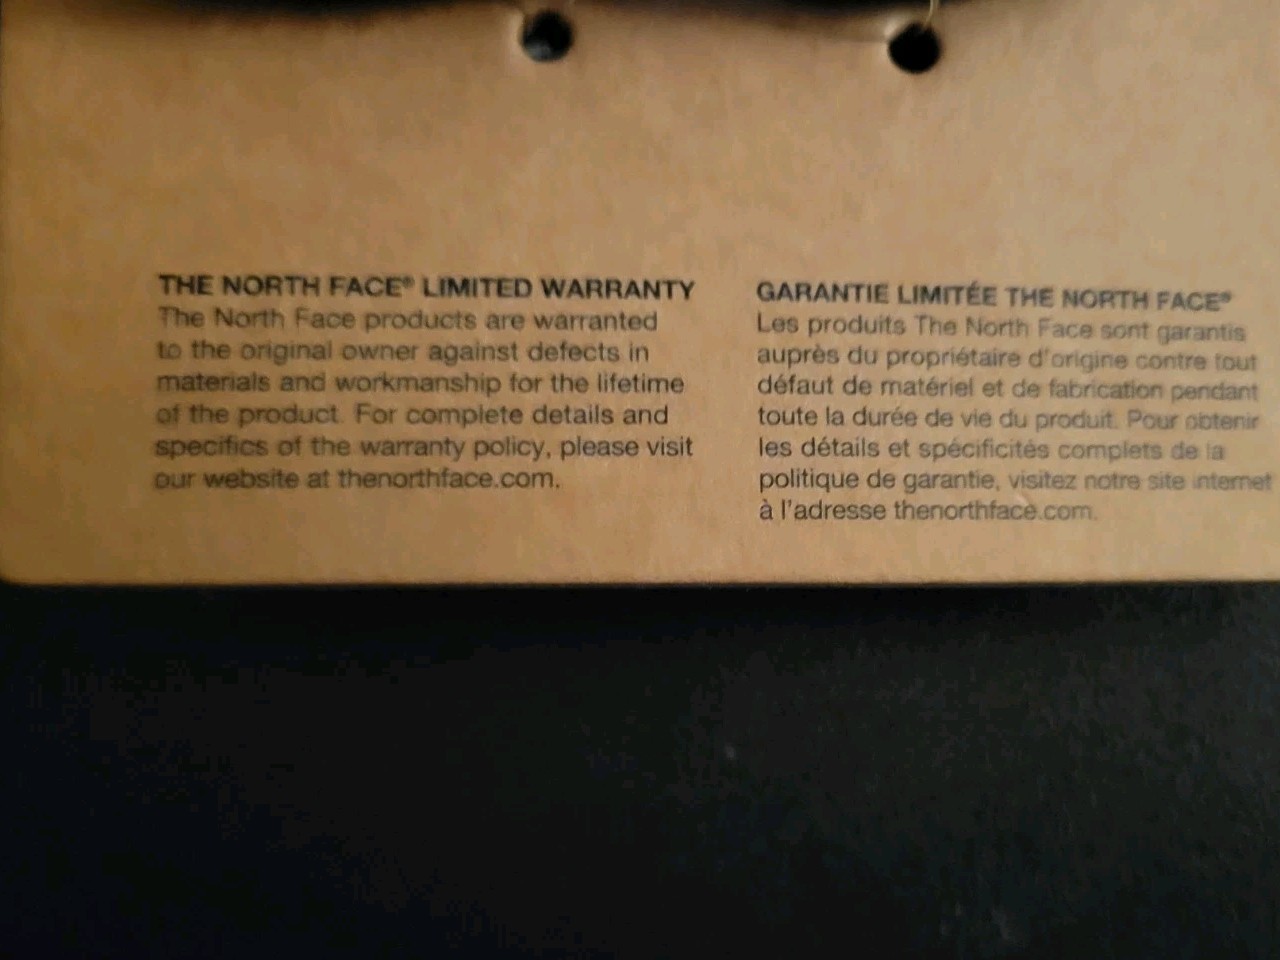 THE NORTH FACE® LIMITED WARRANTY
The North Face products are warranted
to the original owner against defects in
materials and workmanship for the lifetime
of the product. For complete details and
specifics of the warranty policy, please visit
our website at thenorthface.com.
GARANTIE LIMITÉE THE NORTH FACE®
Les produits The North Face sont garantis
auprès du propriétaire d'origine contre tout
défaut de matériel et de fabrication pendant
toute la durée de vie du produit. Pour obtenir
les détails et spécificités complets de la
politique de garantie, visitez notre site internet
à l'adresse thenorthface.com.